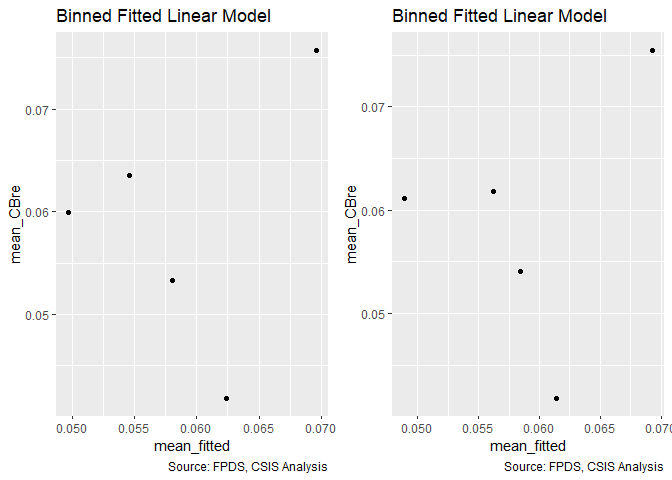 Binned Fitted Linear Model
mean_CBre
0.07
0.06
0.05
0.050 0.055 0.060 0.065 0.070
mean_fitted
Source: FPDS, CSIS Analysis
Binned Fitted Linear Model
mean_CBre
0.07
0.06
0.05
0.050 0.055 0.060 0.065 0.070
mean_fitted
Source: FPDS, CSIS Analysis